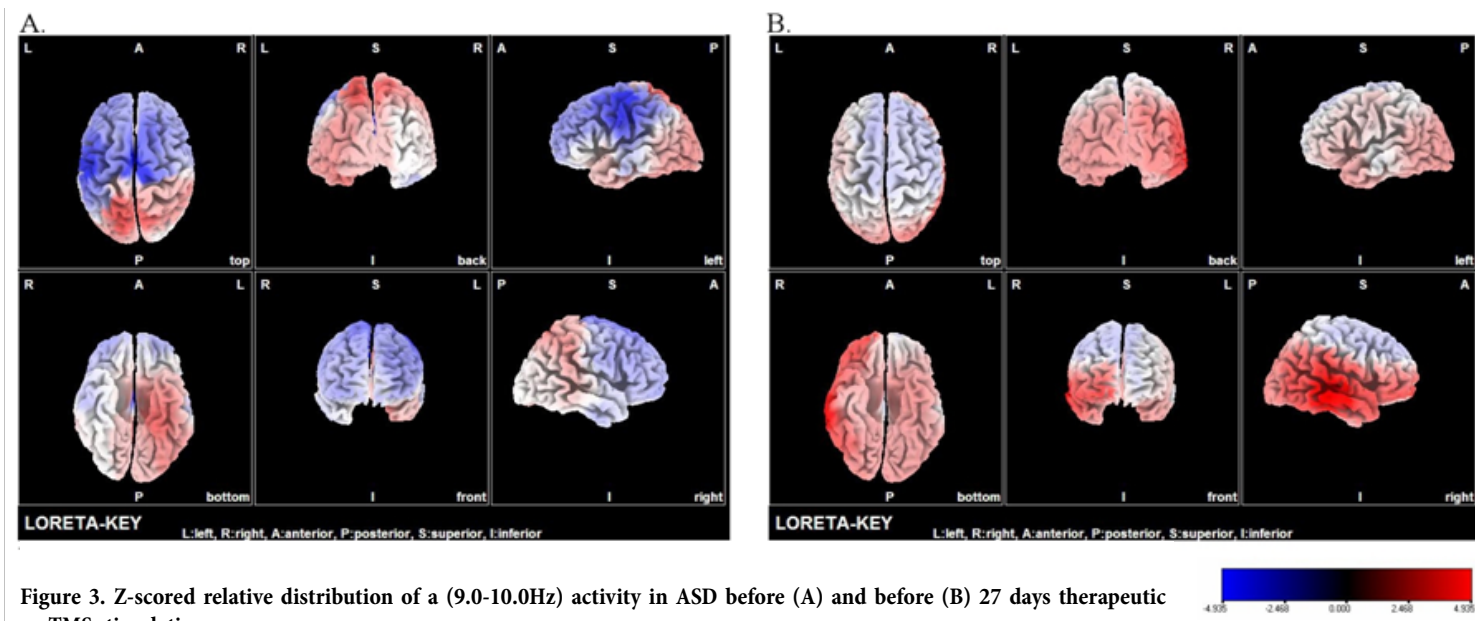 A.
B.
L A R L S R A S P
L A R L S R A S P
P top I back I left
P top I back I left
R A L R S L P S A
R A L R S L P S A
P bottom I front I right
P bottom I front I right
LORETA-KEY
L:left, R:right, A:anterior, P:posterior, S:superior, I:inferior
LORETA-KEY
L:left, R:right, A:anterior, P:posterior, S:superior, I:inferior
Figure 3. Z-scored relative distribution of a (9.0-10.0Hz) activity in ASD before (A) and before (B) 27 days therapeutic
-4.935 -2.468 0.000 2.468 4.935